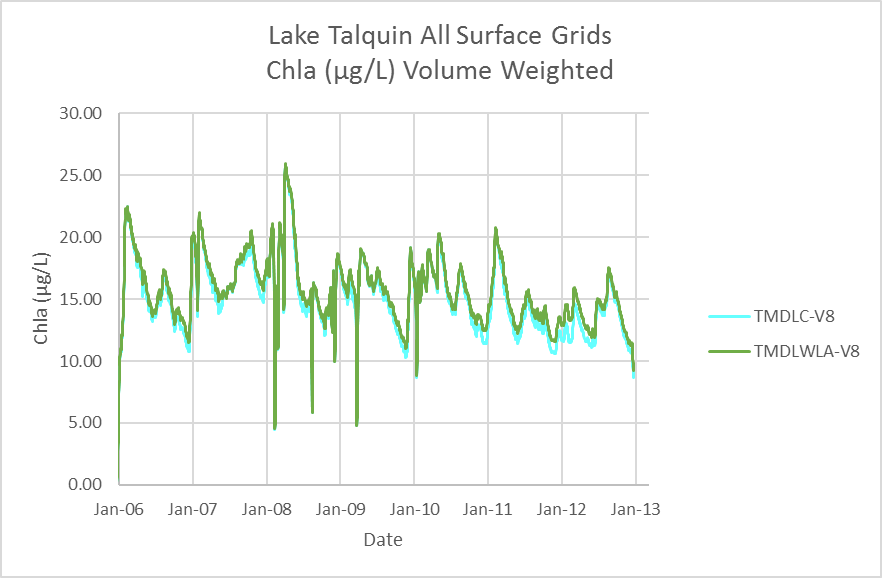 Lake Talquin All Surface Grids
Chla (µg/L) Volume Weighted
30.00
25.00
20.00
15.00
10.00
5.00
0.00
Chla (µg/L)
Jan-06 Jan-07 Jan-08 Jan-09 Jan-10 Jan-11 Jan-12 Jan-13
Date
TMDLC-V8
TMDLWLA-V8